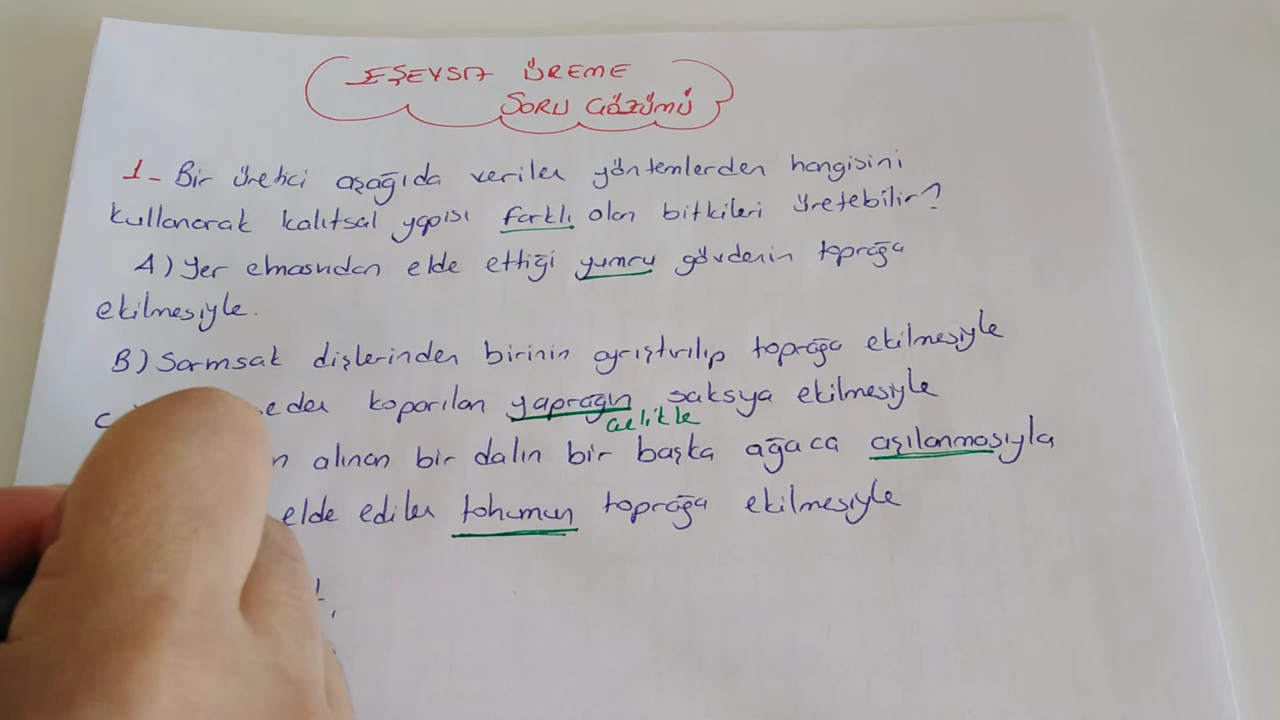 EŞEYSİZ ÜREME
SORU ÇÖZÜMÜ
1- Bir üretici aşağıda verilen yöntemlerden hangisini
kullanarak kalıtsal yapısı farklı olan bitkileri üretebilir?
A) Yer elmasından elde ettiği yumru gövdenin toprağa
ekilmesiyle.
B) Sarmsak dişlerinden birinin ayrıştırılıp toprağa ekilmesiyle
koparılan yaprağın saksıya ekilmesiyle
çelikle
alınan bir dalın bir başka ağaca aşılanmasıyla
elde edilen tohumun toprağa ekilmesiyle